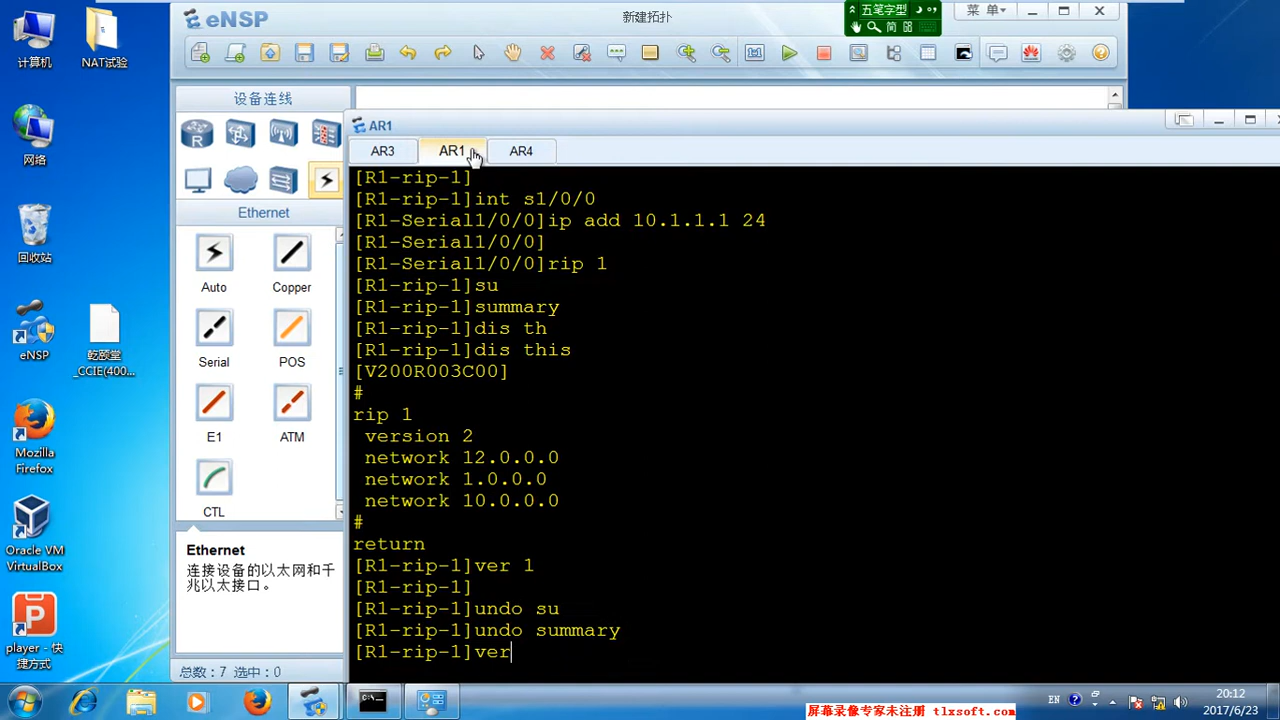 计算机
NAT试验
网络
回收站
eNSP
乾颐堂
_CCIE(400...
Mozilla
Firefox
Oracle VM
VirtualBox
player - 快
捷方式
eNSP
新建拓扑
五笔字型
简
菜 单
设备连线
Ethernet
Auto
Copper
Serial
POS
E1
ATM
CTL
Ethernet
连接设备的以太网和千
兆以太接口。
总数：7 选中：0
AR1
AR3
AR1
AR4
[R1-rip-1]
[R1-rip-1]int s1/0/0
[R1-Serial1/0/0]ip add 10.1.1.1 24
[R1-Serial1/0/0]
[R1-Serial1/0/0]rip 1
[R1-rip-1]su
[R1-rip-1]summary
[R1-rip-1]dis th
[R1-rip-1]dis this
[V200R003C00]
#
rip 1
version 2
network 12.0.0.0
network 1.0.0.0
network 10.0.0.0
#
return
[R1-rip-1]ver 1
[R1-rip-1]
[R1-rip-1]undo su
[R1-rip-1]undo summary
[R1-rip-1]ver
EN
20:12
2017/6/23
屏幕录像专家未注册 tlxsoft.com